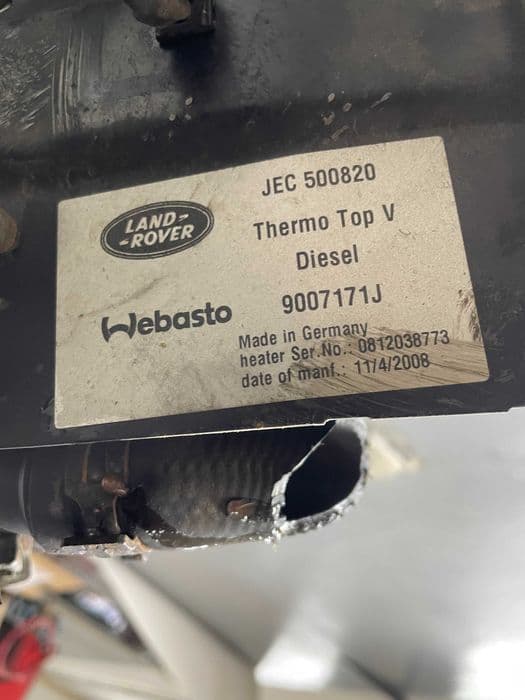 JEC 500820
LAND-
-ROVER
Thermo Top V
Diesel
9007171J
Webasto
Made in Germany
heater Ser.No.: 0812038773
date of manf.: 11/4/2008